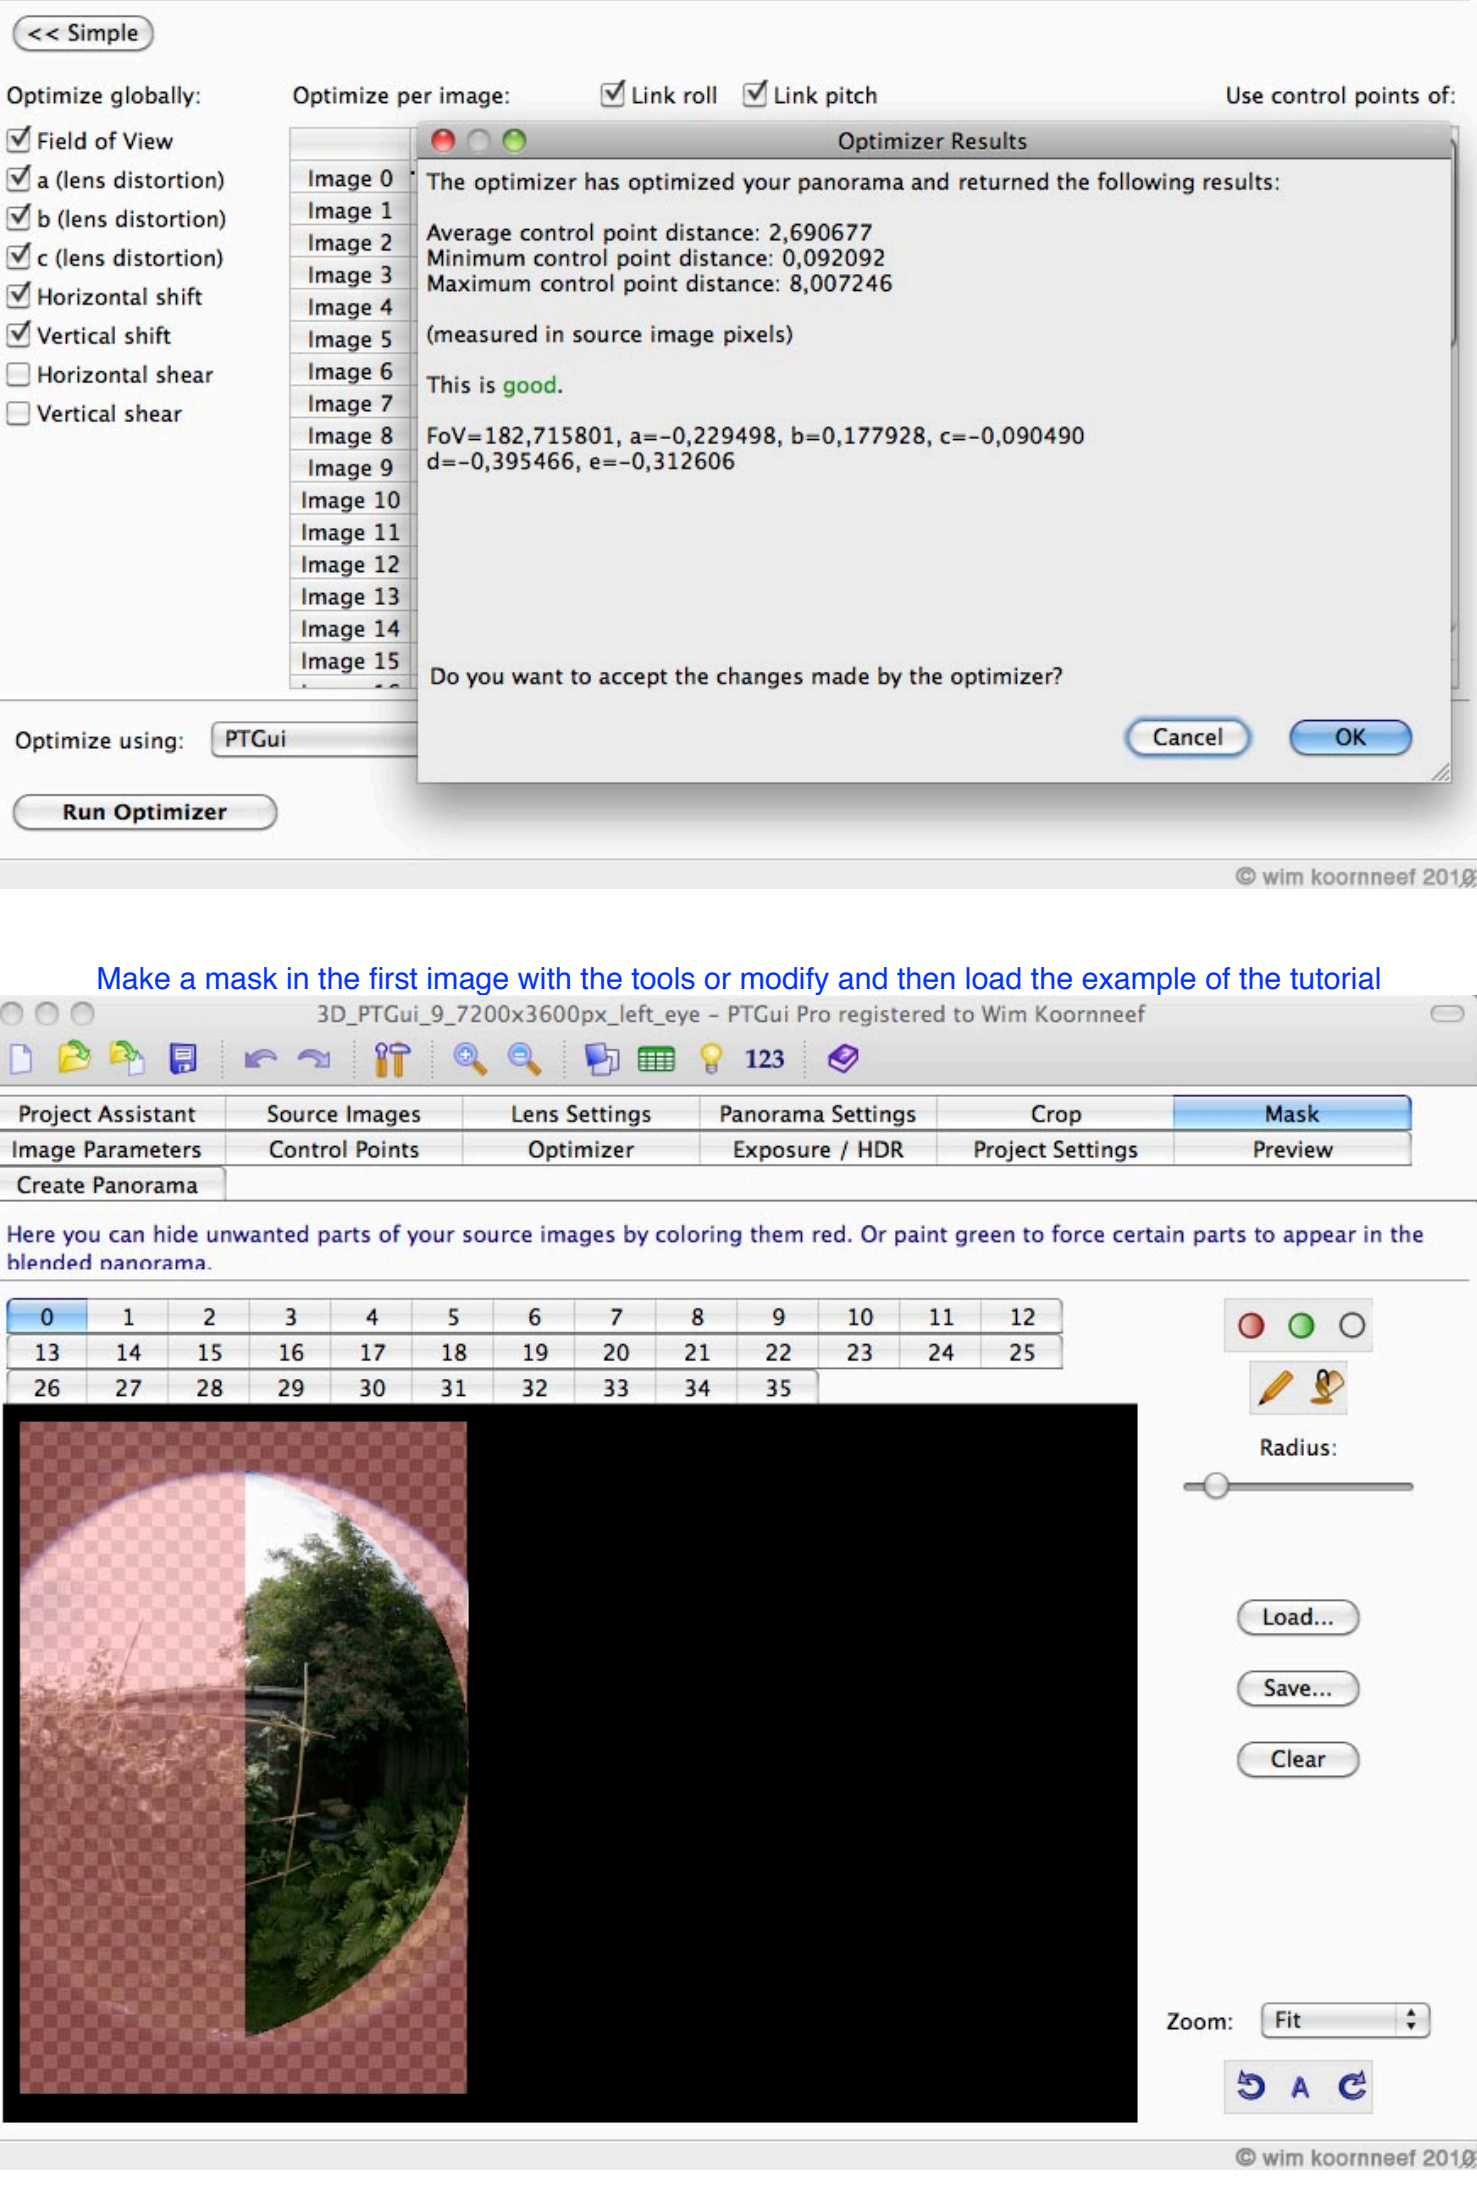 << Simple
Optimize globally: Optimize per image: Link roll Link pitch Use control points of:
Field of View
a (lens distortion)
b (lens distortion)
c (lens distortion)
Horizontal shift
Vertical shift
Horizontal shear
Vertical shear
Image 0
Image 1
Image 2
Image 3
Image 4
Image 5
Image 6
Image 7
Image 8
Image 9
Image 10
Image 11
Image 12
Image 13
Image 14
Image 15
Optimizer Results
The optimizer has optimized your panorama and returned the following results:
Average control point distance: 2,690677
Minimum control point distance: 0,092092
Maximum control point distance: 8,007246
(measured in source image pixels)
This is good.
FoV=182,715801, a=-0,229498, b=0,177928, c=-0,090490
d=-0,395466, e=-0,312606
Do you want to accept the changes made by the optimizer?
Cancel OK
Optimize using: PTGui
Run Optimizer
© wim koornneef 2010
Make a mask in the first image with the tools or modify and then load the example of the tutorial
3D_PTGui_9_7200x3600px_left_eye – PTGui Pro registered to Wim Koornneef
123
Project Assistant Source Images Lens Settings Panorama Settings Crop Mask
Image Parameters Control Points Optimizer Exposure / HDR Project Settings Preview
Create Panorama
Here you can hide unwanted parts of your source images by coloring them red. Or paint green to force certain parts to appear in the
blended panorama.
0 1 2 3 4 5 6 7 8 9 10 11 12
13 14 15 16 17 18 19 20 21 22 23 24 25
26 27 28 29 30 31 32 33 34 35
Radius:
Load...
Save...
Clear
Zoom: Fit
A
© wim koornneef 2010